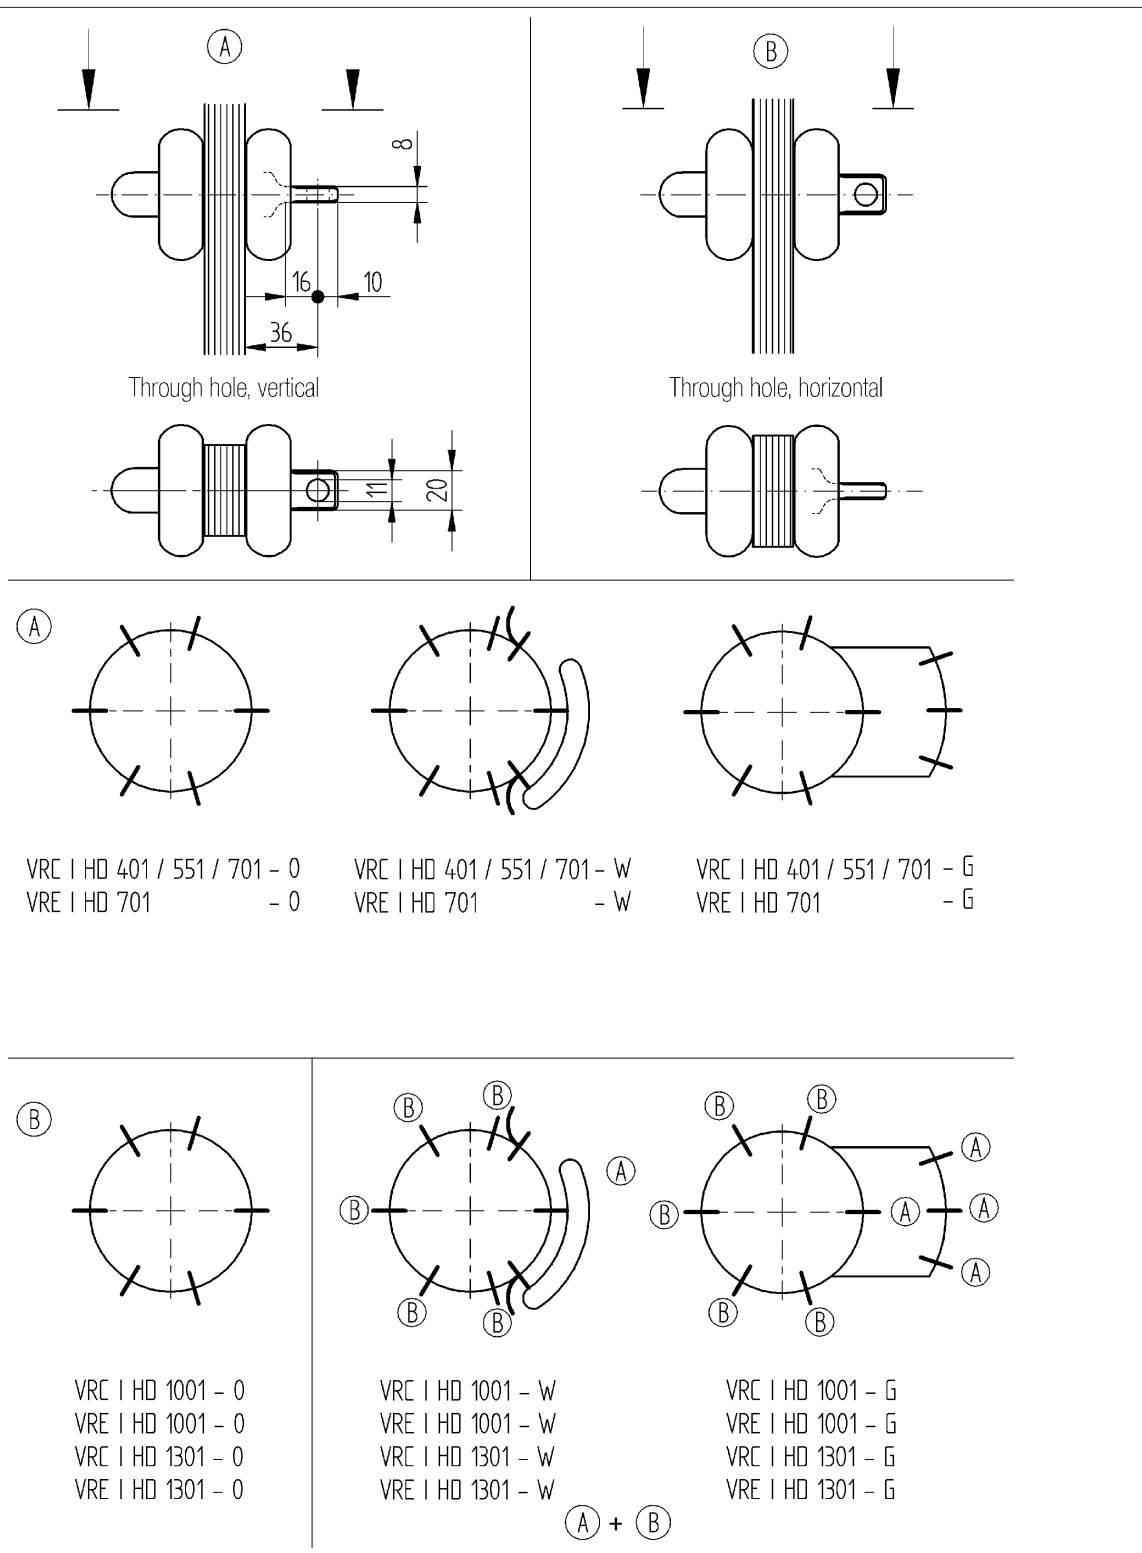 A
8
16
10
36
Through hole, vertical
11
20
B
Through hole, horizontal
A
VRC I HD 401 / 551 / 701 – 0
VRE I HD 701 – 0
VRC I HD 401 / 551 / 701 – W
VRE I HD 701 – W
VRC I HD 401 / 551 / 701 – G
VRE I HD 701 – G
B
VRC I HD 1001 – 0
VRE I HD 1001 – 0
VRC I HD 1301 – 0
VRE I HD 1301 – 0
B
B
A
B
B
B
VRC I HD 1001 – W
VRE I HD 1001 – W
VRC I HD 1301 – W
VRE I HD 1301 – W
B
B
A
B
A
A
A
B
B
VRC I HD 1001 – G
VRE I HD 1001 – G
VRC I HD 1301 – G
VRE I HD 1301 – G
A + B